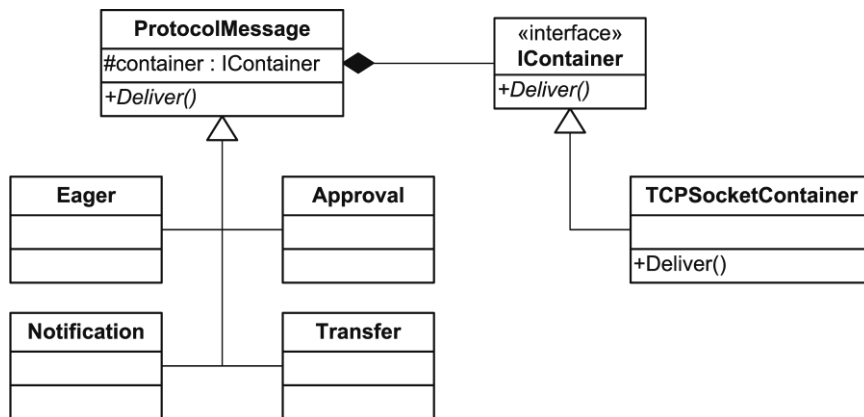 ProtocolMessage
#container : IContainer
+Deliver()
«interface»
IContainer
+Deliver()
Eager
Approval
TCPSocketContainer
+Deliver()
Notification
Transfer